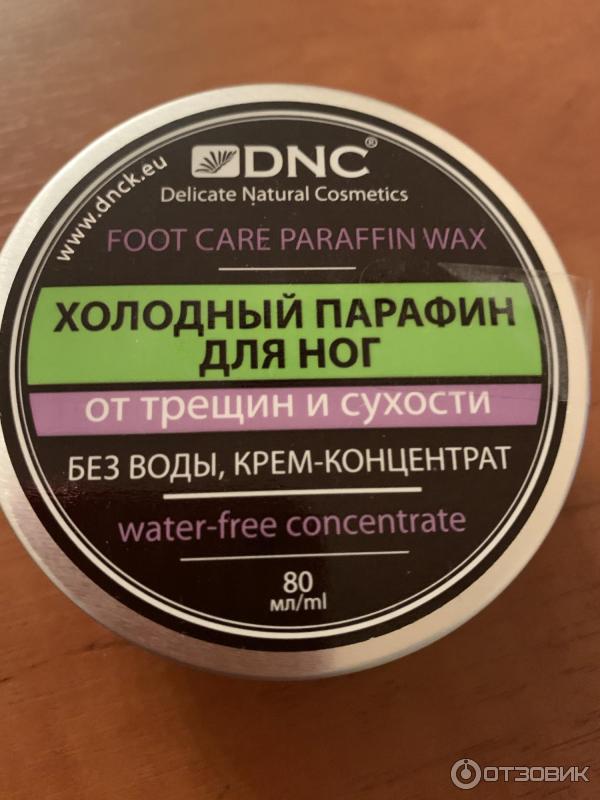 DNC®
Delicate Natural Cosmetics
www.dnck.eu
FOOT CARE PARAFFIN WAX
ХОЛОДНЫЙ ПАРАФИН
ДЛЯ НОГ
от трещин и сухости
БЕЗ ВОДЫ, КРЕМ-КОНЦЕНТРАТ
water-free concentrate
80
мл/ml
ОТЗОВИК